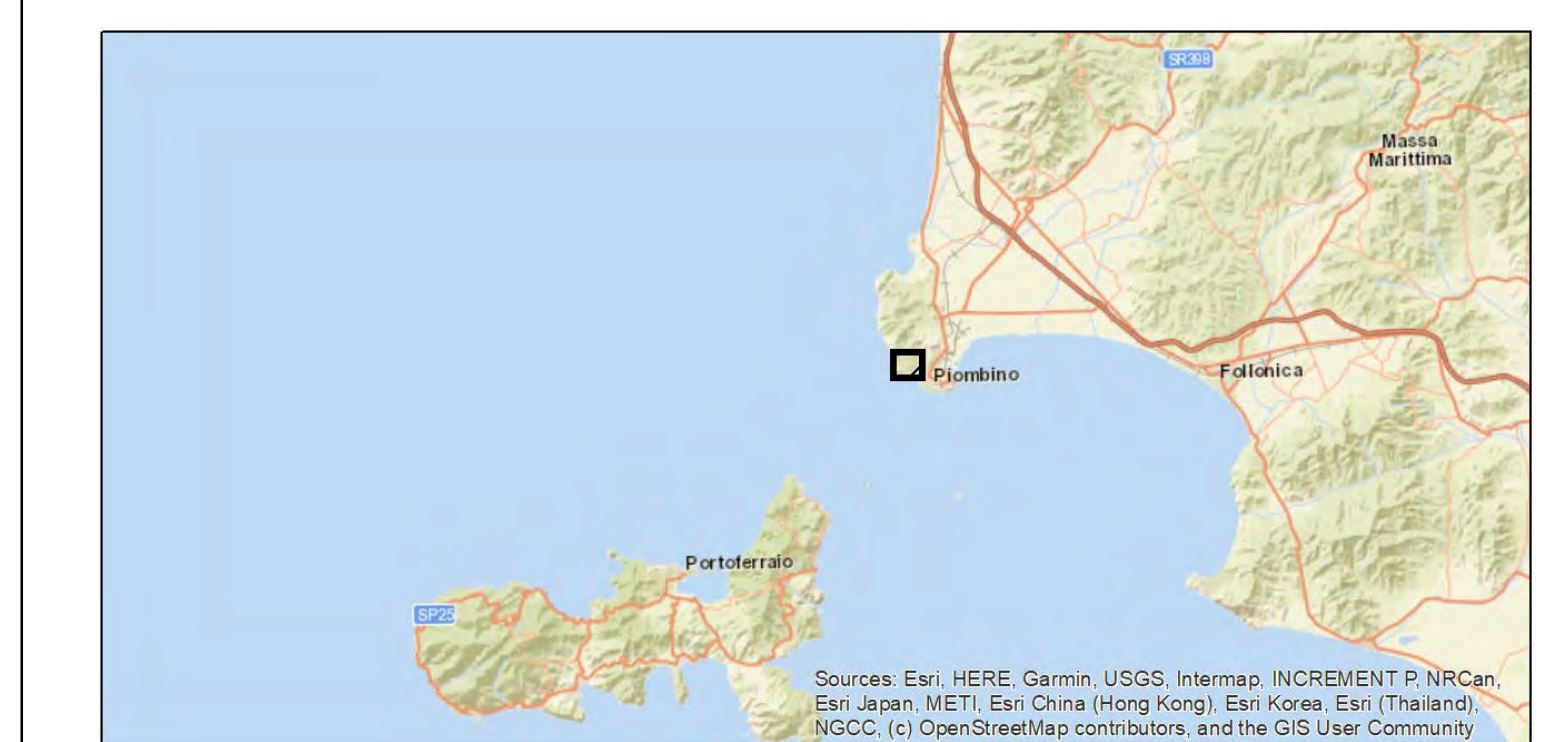 SR398
Massa
Marittima
Piombino
Follonica
Portoferraio
SP25
Sources: Esri, HERE, Garmin, USGS, Intermap, INCREMENT P, NRCan,
Esri Japan, METI, Esri China (Hong Kong), Esri Korea, Esri (Thailand),
NGCC, (c) OpenStreetMap contributors, and the GIS User Community